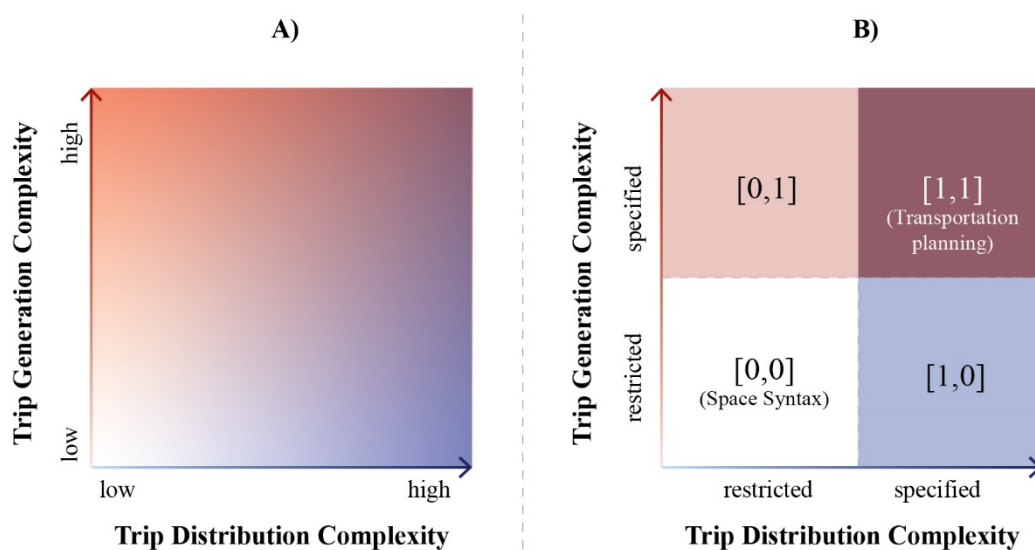 A)
Trip Generation Complexity
high
low
low
high
Trip Distribution Complexity
B)
Trip Generation Complexity
specified
restricted
[0,1]
[1,1]
(Transportation
planning)
[0,0]
(Space Syntax)
[1,0]
restricted
specified
Trip Distribution Complexity